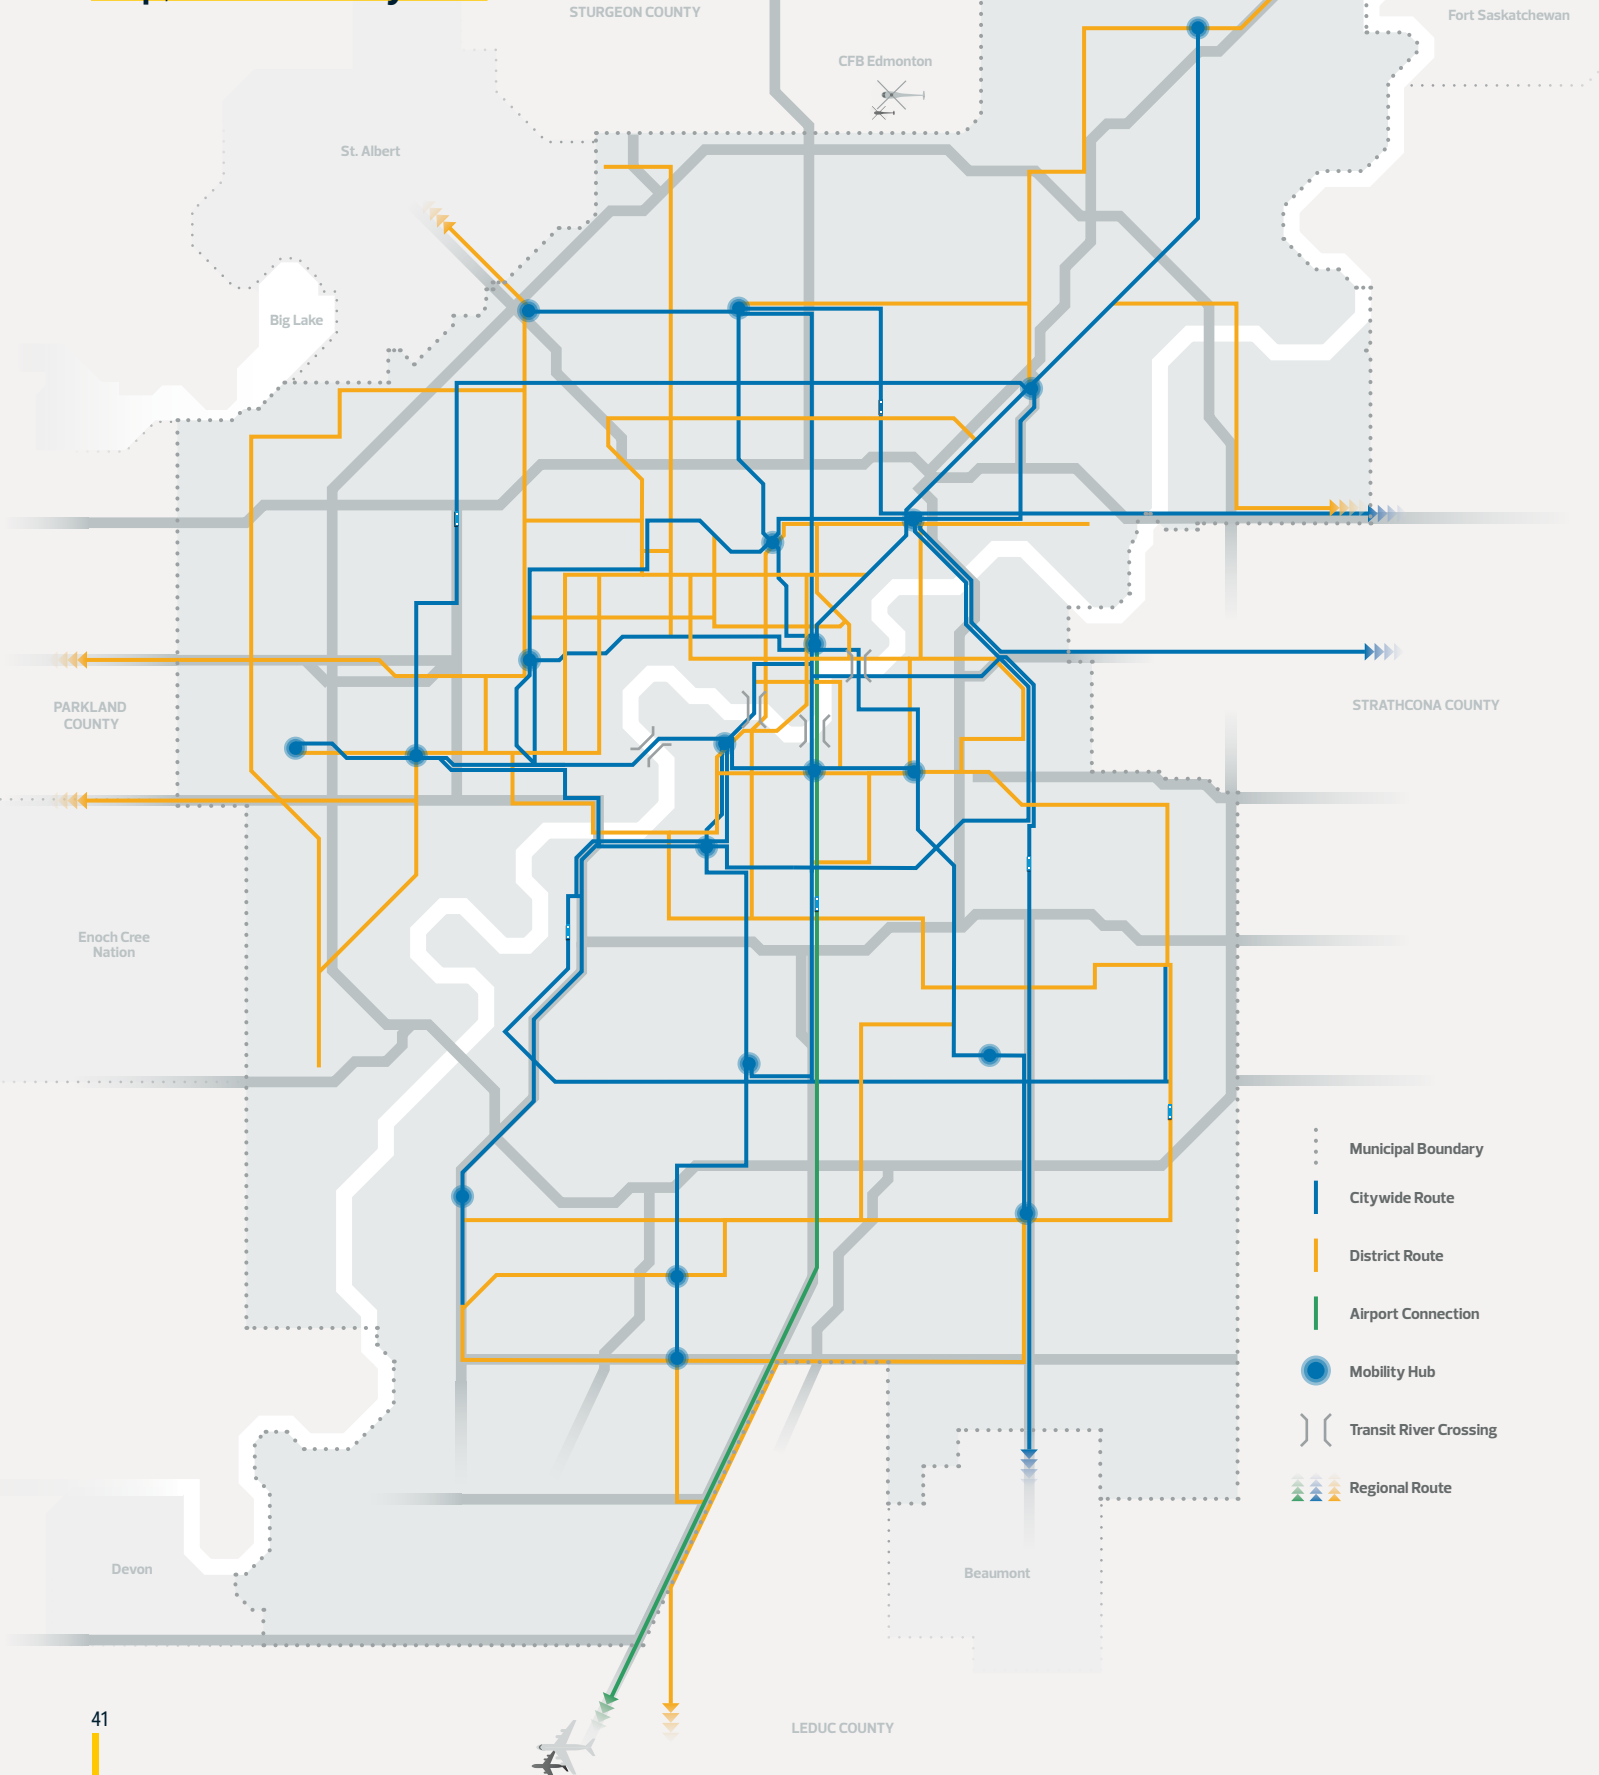 STURGEON COUNTY
Fort Saskatchewan
CFB Edmonton
St. Albert
Big Lake
PARKLAND
COUNTY
STRATHCONA COUNTY
Enoch Cree
Nation
Municipal Boundary
Citywide Route
District Route
Airport Connection
Mobility Hub
Transit River Crossing
Regional Route
Devon
Beaumont
LEDUC COUNTY
41